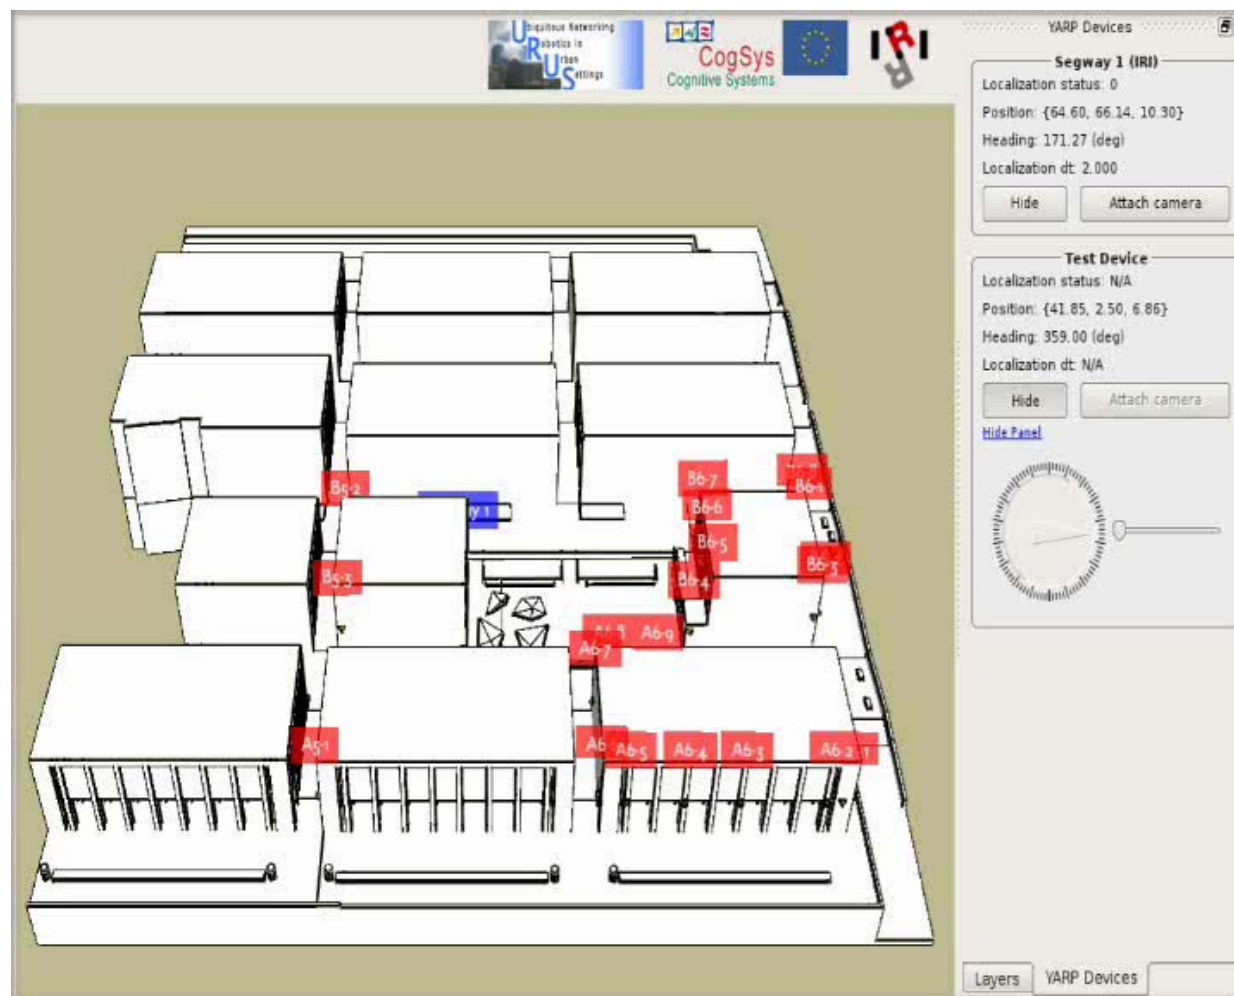 Ubiquitous Networking
Robotics in
Urban
Settings
CogSys
Cognitive Systems
IRI
YARP Devices
Segway 1 (IRI)
Localization status: 0
Position: {64.60, 66.14, 10.30}
Heading: 171.27 (deg)
Localization dt: 2.000
Hide
Attach camera
Test Device
Localization status: N/A
Position: {41.85, 2.50, 6.86}
Heading: 359.00 (deg)
Localization dt: N/A
Hide
Attach camera
Hide Panel
B5-2
B6-7
B6-1
B6-6
B6-5
B5-3
B6-4
B6-3
A6-8
A6-9
A6-7
A5-1
A6-5
A6-4
A6-3
A6-2
Layers
YARP Devices